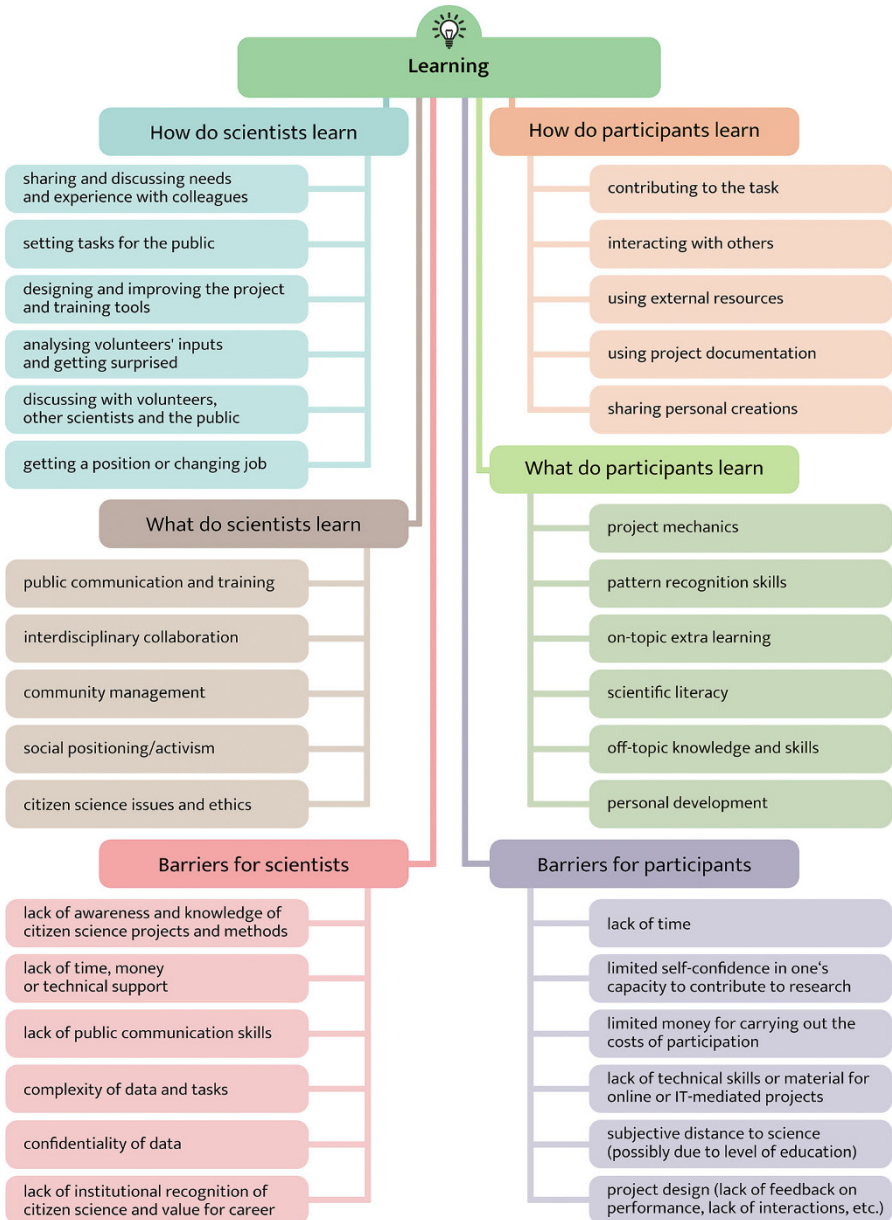 Learning
How do scientists learn
sharing and discussing needs
and experience with colleagues
setting tasks for the public
designing and improving the project
and training tools
analysing volunteers' inputs
and getting surprised
discussing with volunteers,
other scientists and the public
getting a position or changing job
What do scientists learn
public communication and training
interdisciplinary collaboration
community management
social positioning/activism
citizen science issues and ethics
Barriers for scientists
lack of awareness and knowledge of
citizen science projects and methods
lack of time, money
or technical support
lack of public communication skills
complexity of data and tasks
confidentiality of data
lack of institutional recognition of
citizen science and value for career
How do participants learn
contributing to the task
interacting with others
using external resources
using project documentation
sharing personal creations
What do participants learn
project mechanics
pattern recognition skills
on-topic extra learning
scientific literacy
off-topic knowledge and skills
personal development
Barriers for participants
lack of time
limited self-confidence in one‘s
capacity to contribute to research
limited money for carrying out the
costs of participation
lack of technical skills or material for
online or IT-mediated projects
subjective distance to science
(possibly due to level of education)
project design (lack of feedback on
performance, lack of interactions, etc.)